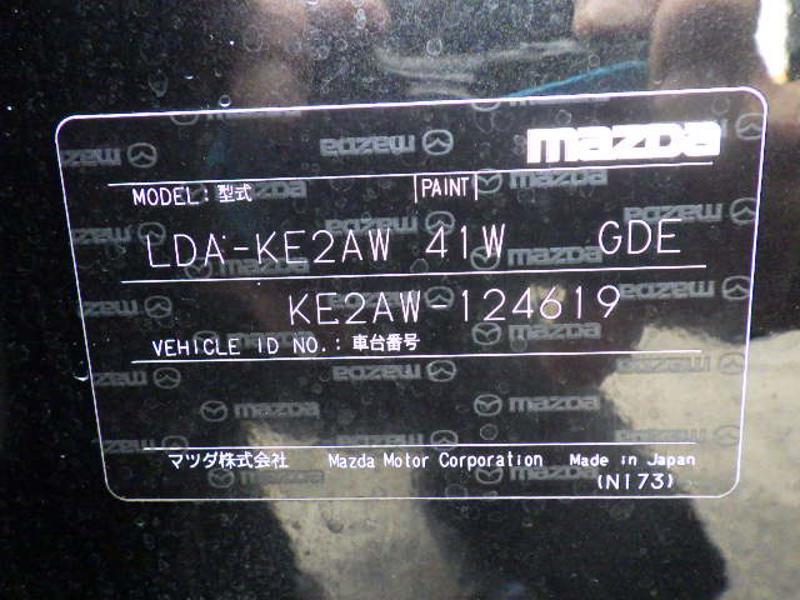 mazda
MODEL: 型式 PAINT
LDA-KE2AW 41W GDE
KE2AW-124619
VEHICLE ID NO.: 車台番号
マツダ株式会社 Mazda Motor Corporation Made in Japan
(N173)